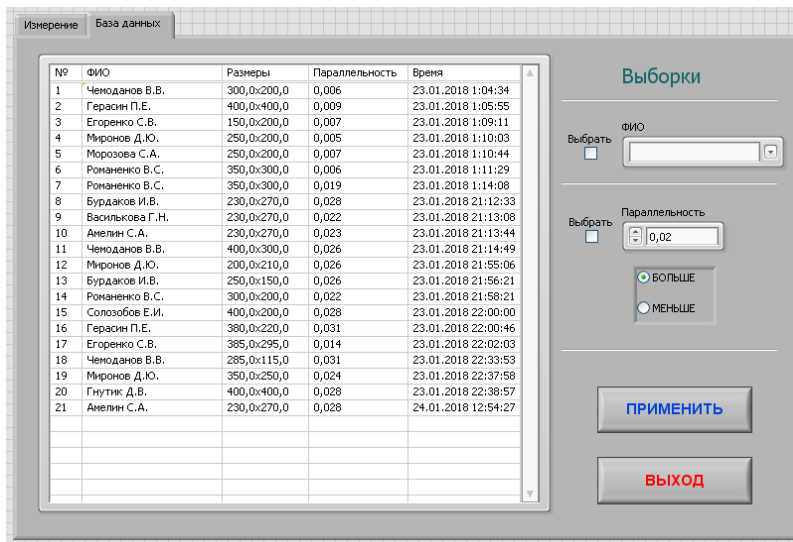 Измерение База данных
№ ФИО Размеры Параллельность Время
1 Чемоданов В.В. 300,0x200,0 0,006 23.01.2018 1:04:34
2 Герасин П.Е. 400,0x400,0 0,009 23.01.2018 1:05:55
3 Егоренко С.В. 150,0x200,0 0,007 23.01.2018 1:09:11
4 Миронов Д.Ю. 250,0x200,0 0,005 23.01.2018 1:10:03
5 Морозова С.А. 250,0x200,0 0,007 23.01.2018 1:10:44
6 Романенко В.С. 350,0x300,0 0,006 23.01.2018 1:11:29
7 Романенко В.С. 350,0x300,0 0,019 23.01.2018 1:14:08
8 Бурдаков И.В. 230,0x270,0 0,028 23.01.2018 21:12:33
9 Василькова Г.Н. 230,0x270,0 0,022 23.01.2018 21:13:08
10 Амелин С.А. 230,0x270,0 0,023 23.01.2018 21:13:44
11 Чемоданов В.В. 400,0x300,0 0,026 23.01.2018 21:14:49
12 Миронов Д.Ю. 200,0x210,0 0,026 23.01.2018 21:55:06
13 Бурдаков И.В. 250,0x150,0 0,026 23.01.2018 21:56:21
14 Романенко В.С. 300,0x200,0 0,022 23.01.2018 21:58:21
15 Солозобов Е.И. 400,0x200,0 0,028 23.01.2018 22:00:00
16 Герасин П.Е. 380,0x220,0 0,031 23.01.2018 22:00:46
17 Егоренко С.В. 385,0x295,0 0,014 23.01.2018 22:02:03
18 Чемоданов В.В. 285,0x115,0 0,031 23.01.2018 22:33:53
19 Миронов Д.Ю. 350,0x250,0 0,024 23.01.2018 22:37:58
20 Гнутик Д.В. 400,0x400,0 0,028 23.01.2018 22:38:57
21 Амелин С.А. 230,0x270,0 0,028 24.01.2018 12:54:27
Выборки
ФИО
Выбрать
Параллельность
Выбрать
0,02
БОЛЬШЕ
МЕНЬШЕ
ПРИМЕНИТЬ
ВЫХОД